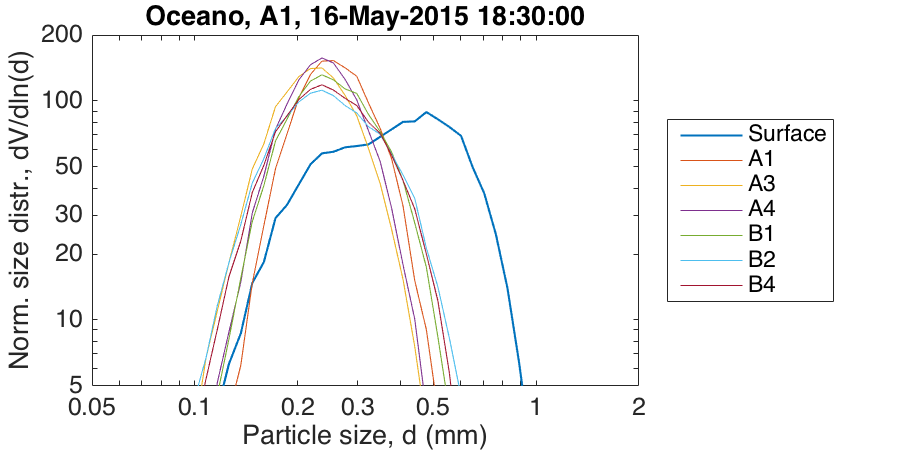 Oceano, A1, 16-May-2015 18:30:00
Norm. size distr., dV/dln(d)
200
100
50
30
20
10
5
0.05
0.1
0.2
0.3
0.5
1
2
Particle size, d (mm)
Surface
A1
A3
A4
B1
B2
B4